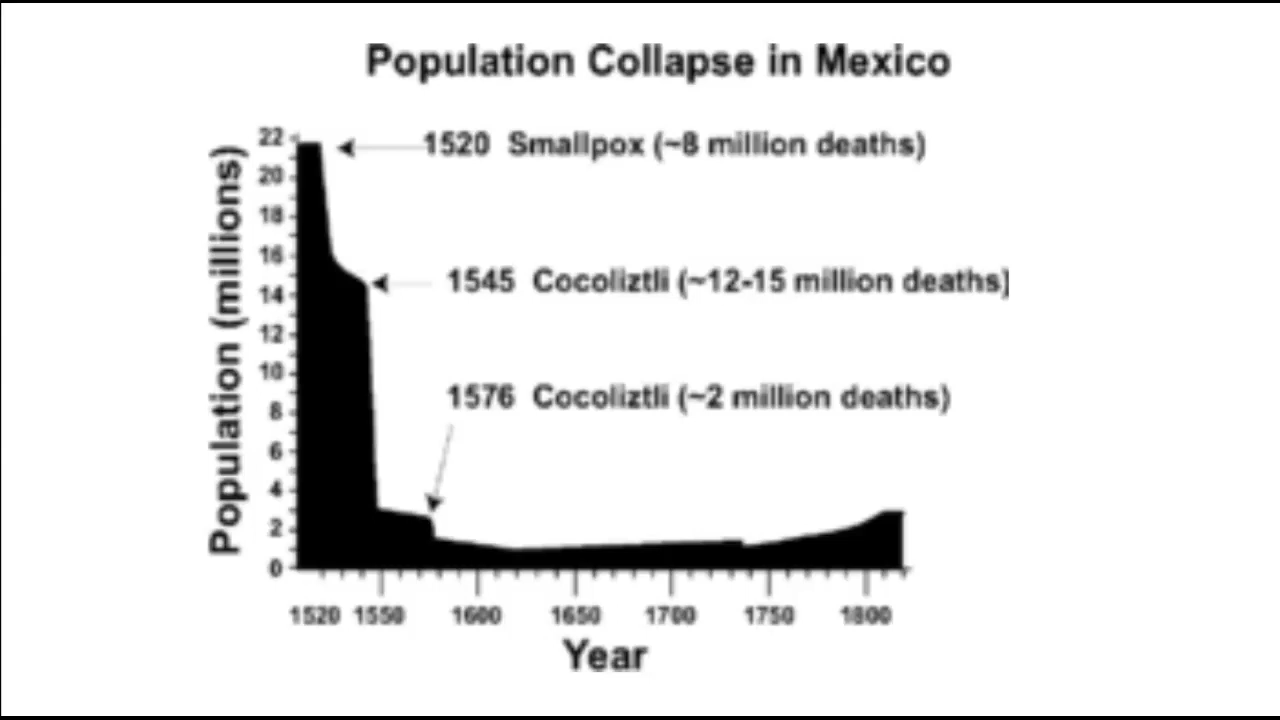 Population Collapse in Mexico
1520 Smallpox (~8 million deaths)
1545 Cocoliztli (~12-15 million deaths)
1576 Cocoliztli (~2 million deaths)
Population (millions)
22
20
18
16
14
12
10
8
6
4
2
0
1520 1550 1600 1650 1700 1750 1800
Year